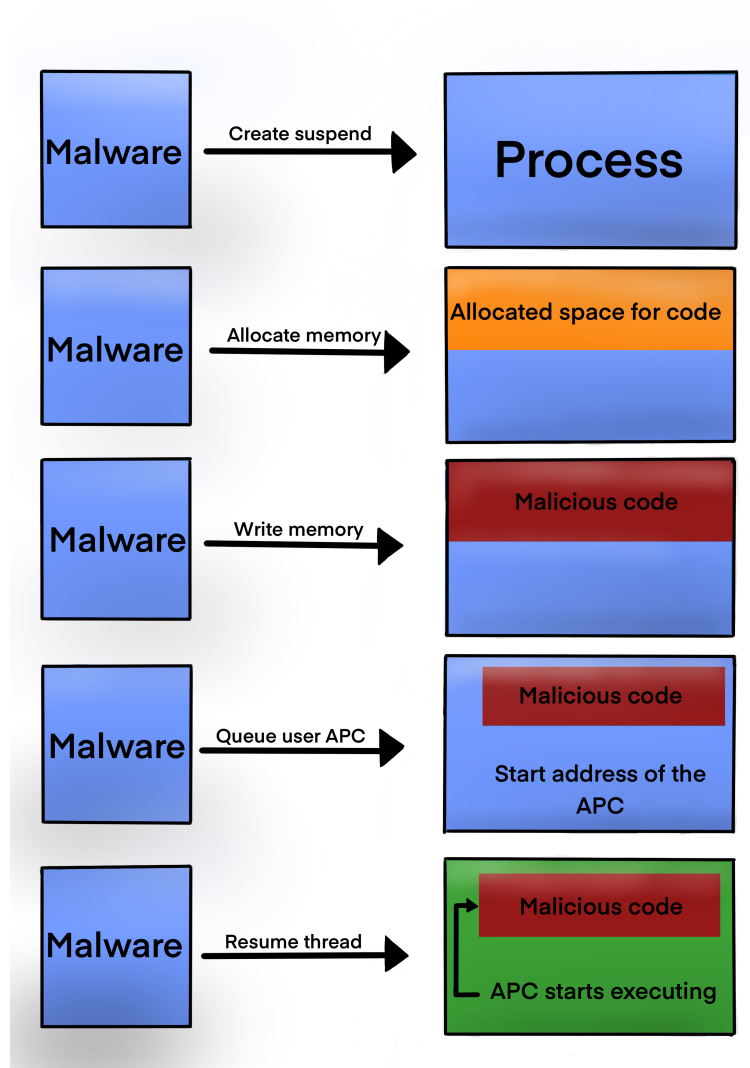 Malware
Create suspend
Process
Malware
Allocate memory
Allocated space for code
Malware
Write memory
Malicious code
Malware
Queue user APC
Malicious code
Start address of the
APC
Malware
Resume thread
Malicious code
APC starts executing